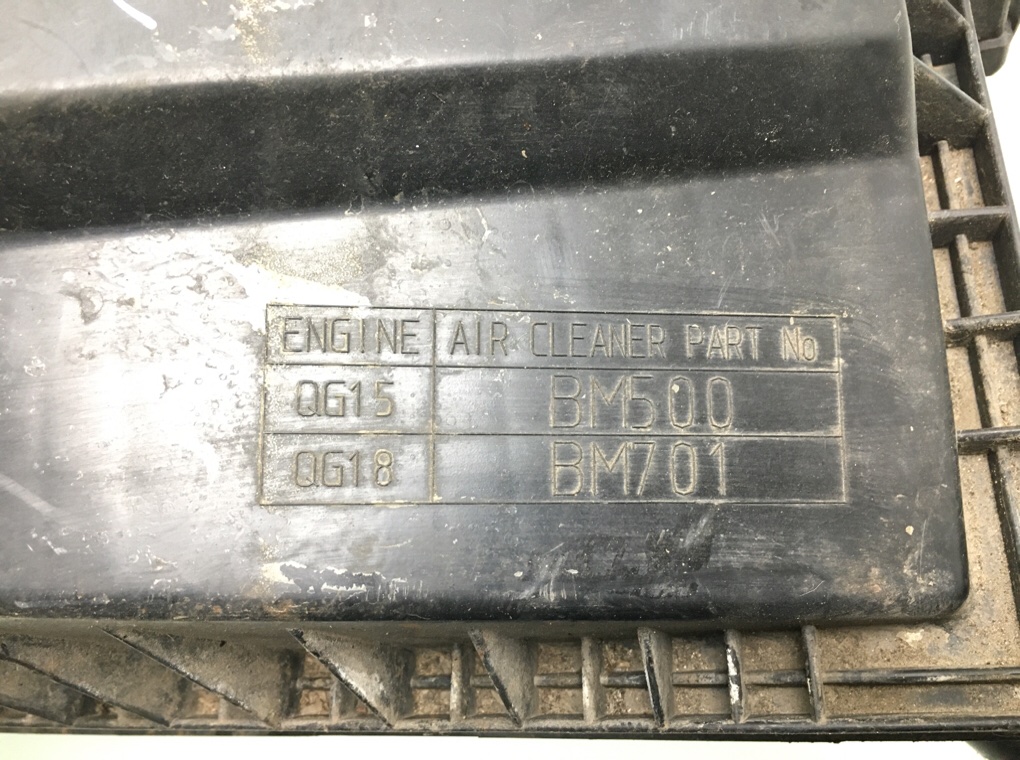 ENGINE AIR CLEANER PART No
QG15 BM500
QG18 BM701